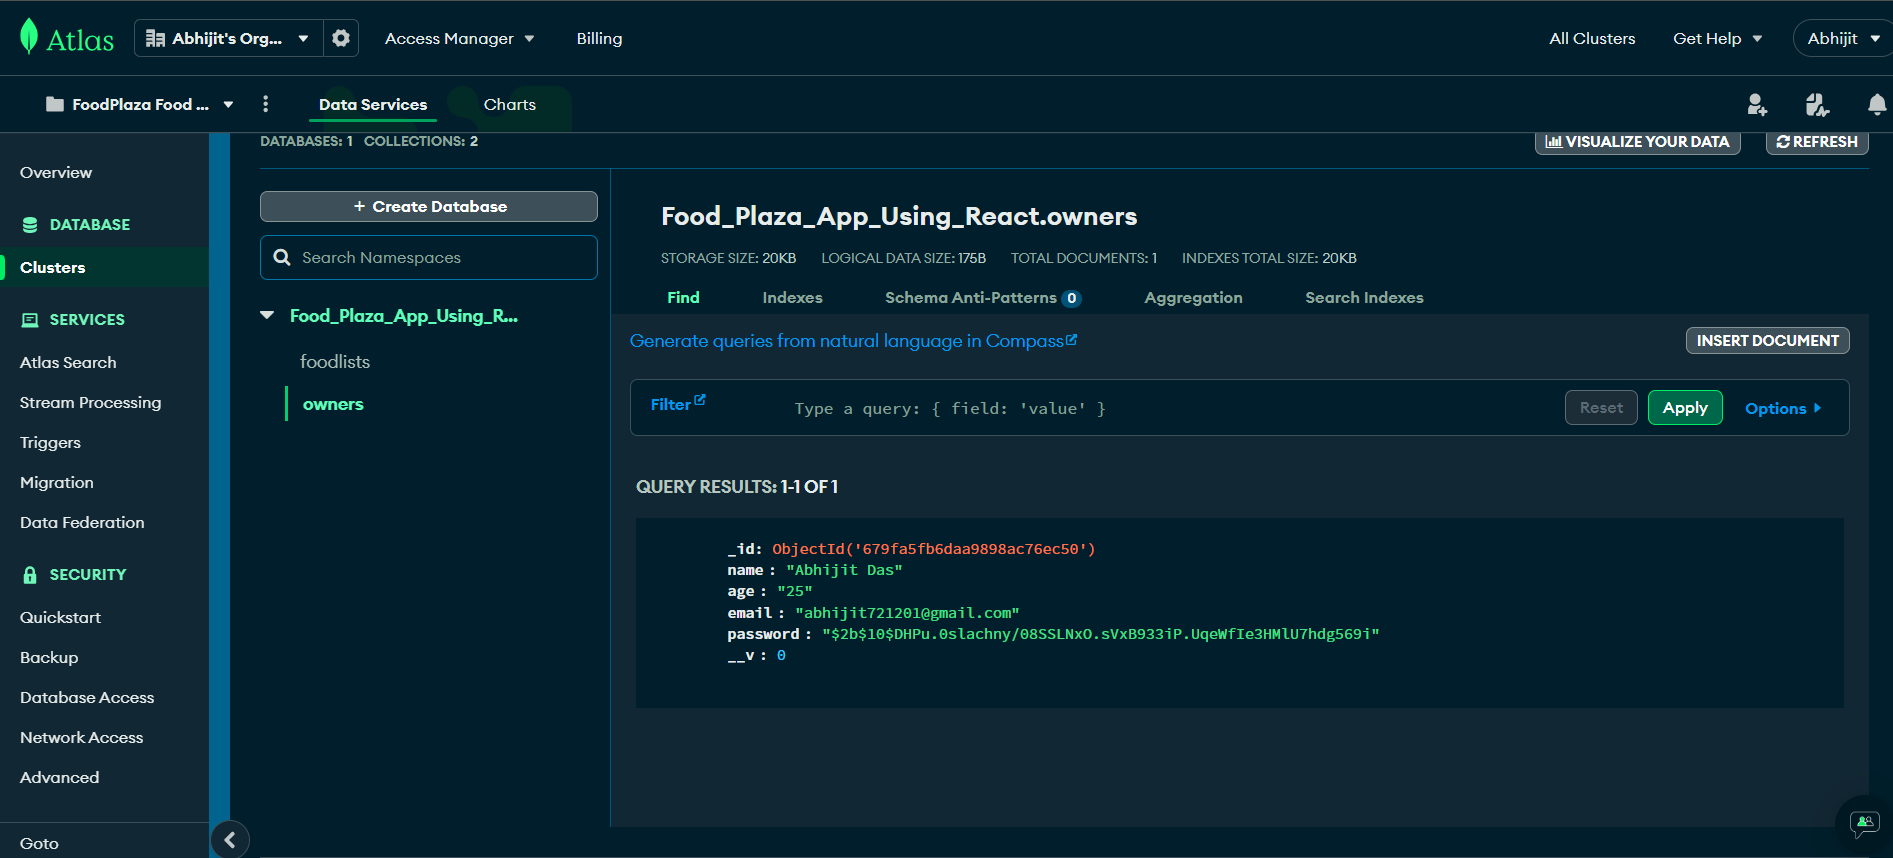 Atlas
Abhijit's Org...
Access Manager
Billing
All Clusters
Get Help
Abhijit
FoodPlaza Food ...
Data Services
Charts
DATABASES: 1 COLLECTIONS: 2
VISUALIZE YOUR DATA
REFRESH
Overview
DATABASE
Clusters
SERVICES
Atlas Search
Stream Processing
Triggers
Migration
Data Federation
SECURITY
Quickstart
Backup
Database Access
Network Access
Advanced
Goto
+ Create Database
Search Namespaces
Food_Plaza_App_Using_R...
foodlists
owners
Food_Plaza_App_Using_React.owners
STORAGE SIZE: 20KB LOGICAL DATA SIZE: 175B TOTAL DOCUMENTS: 1 INDEXES TOTAL SIZE: 20KB
Find Indexes Schema Anti-Patterns 0 Aggregation Search Indexes
Generate queries from natural language in Compass
INSERT DOCUMENT
Filter
Type a query: { field: 'value' }
Reset
Apply
Options
QUERY RESULTS: 1-1 OF 1
_id: ObjectId('679fa5fb6daa9898ac76ec50')
name : "Abhijit Das"
age : "25"
email : "abhijit721201@gmail.com"
password : "$2b$10$DHPu.0slachny/08SSLNxO.sVxB933iP.UqeWfIe3HMlU7hdg569i"
__v : 0